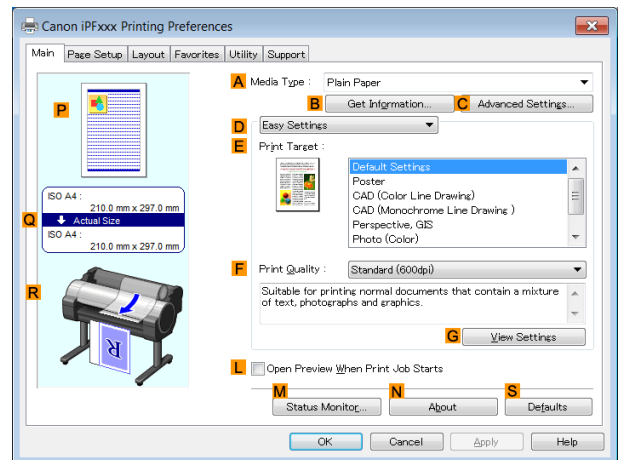 Canon iPFxxx Printing Preferences
Main Page Setup Layout Favorites Utility Support
A Media Type : Plain Paper
B Get Information... C Advanced Settings...
D Easy Settings
E Print Target :
Default Settings
Poster
CAD (Color Line Drawing)
CAD (Monochrome Line Drawing )
Perspective, GIS
Photo (Color)
P
ISO A4 :
210.0 mm x 297.0 mm
Q Actual Size
ISO A4 :
210.0 mm x 297.0 mm
R
R
F Print Quality : Standard (600dpi)
Suitable for printing normal documents that contain a mixture
of text, photographs and graphics.
G View Settings
L Open Preview When Print Job Starts
M N S
Status Monitor... About Defaults
OK Cancel Apply Help